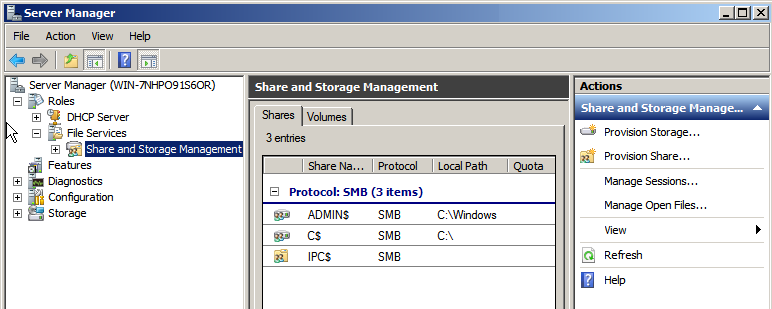 Server Manager
File Action View Help
Server Manager (WIN-7NHPO91S6OR)
Roles
DHCP Server
File Services
Share and Storage Management
Features
Diagnostics
Configuration
Storage
Share and Storage Management
Shares Volumes
3 entries
Share Na... Protocol Local Path Quota
Protocol: SMB (3 items)
ADMIN$ SMB C:\Windows
C$ SMB C:\
IPC$ SMB
Actions
Share and Storage Manage...
Provision Storage...
Provision Share...
Manage Sessions...
Manage Open Files...
View
Refresh
Help